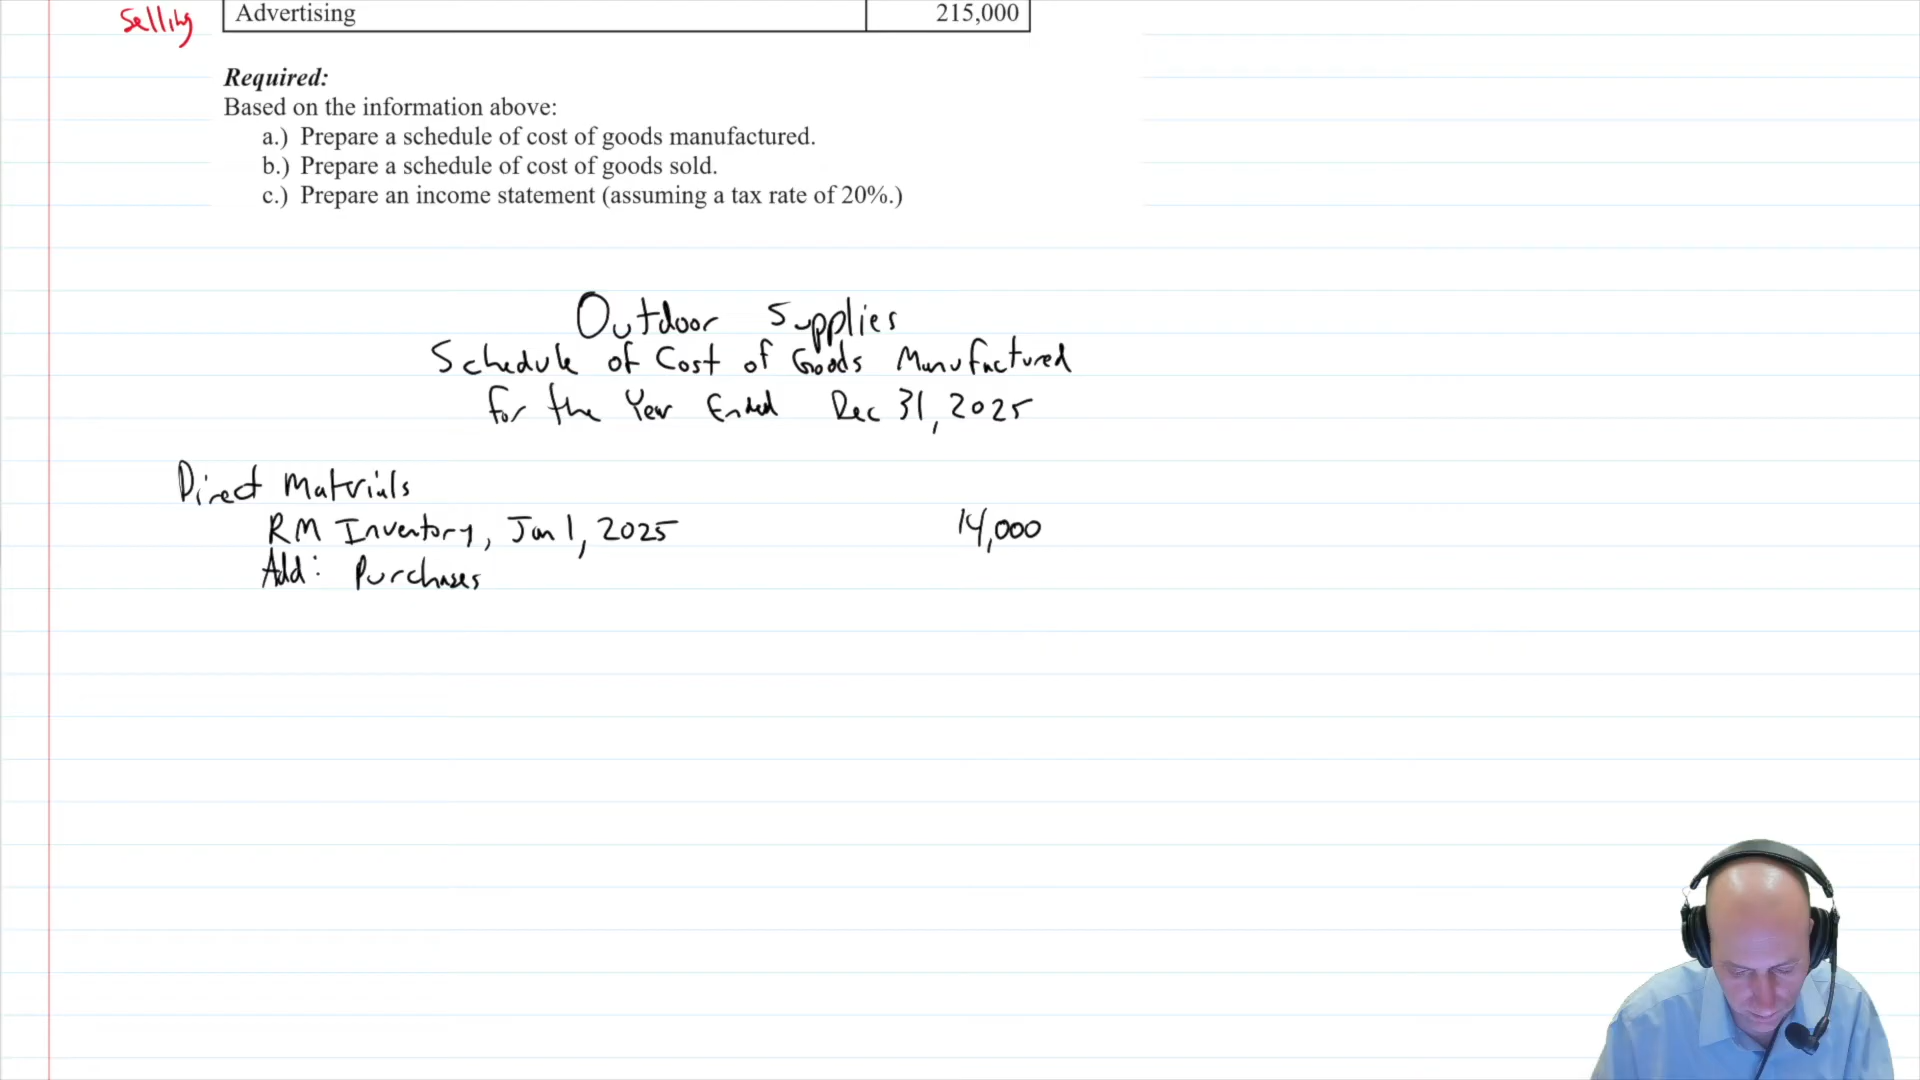 Selling
Advertising 215,000
Required:
Based on the information above:
a.) Prepare a schedule of cost of goods manufactured.
b.) Prepare a schedule of cost of goods sold.
c.) Prepare an income statement (assuming a tax rate of 20%.)
Outdoor Supplies
Schedule of Cost of Goods Manufactured
For the Year Ended Dec 31, 2025
Direct Materials
RM Inventory, Jan 1, 2025 14,000
Add: Purchases